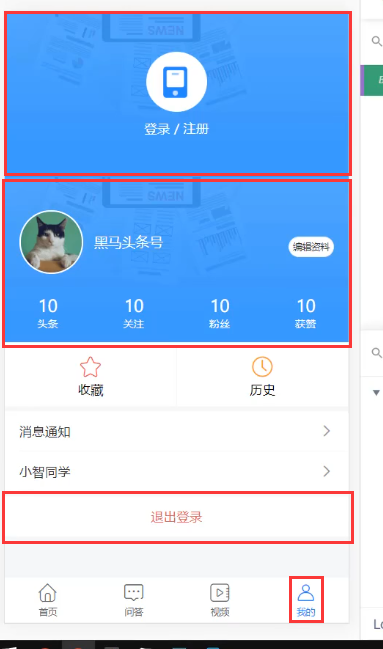 NEWS
登录 / 注册
黑马头条号
编辑资料
10 10 10 10
头条 关注 粉丝 获赞
收藏 历史
消息通知
小智同学
退出登录
首页 问答 视频 我的
Lo